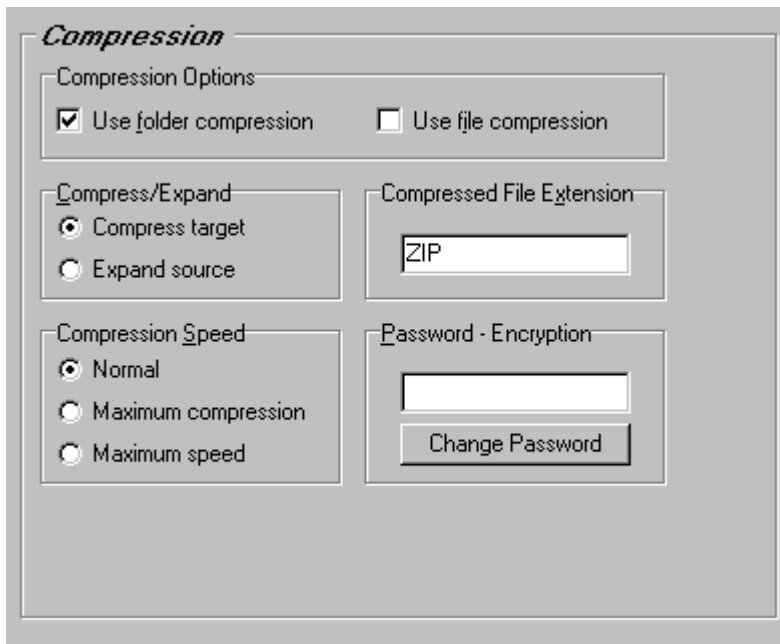 Compression
Compression Options
Use folder compression
Use file compression
Compress/Expand
Compress target
Expand source
Compressed File Extension
ZIP
Compression Speed
Normal
Maximum compression
Maximum speed
Password - Encryption
Change Password